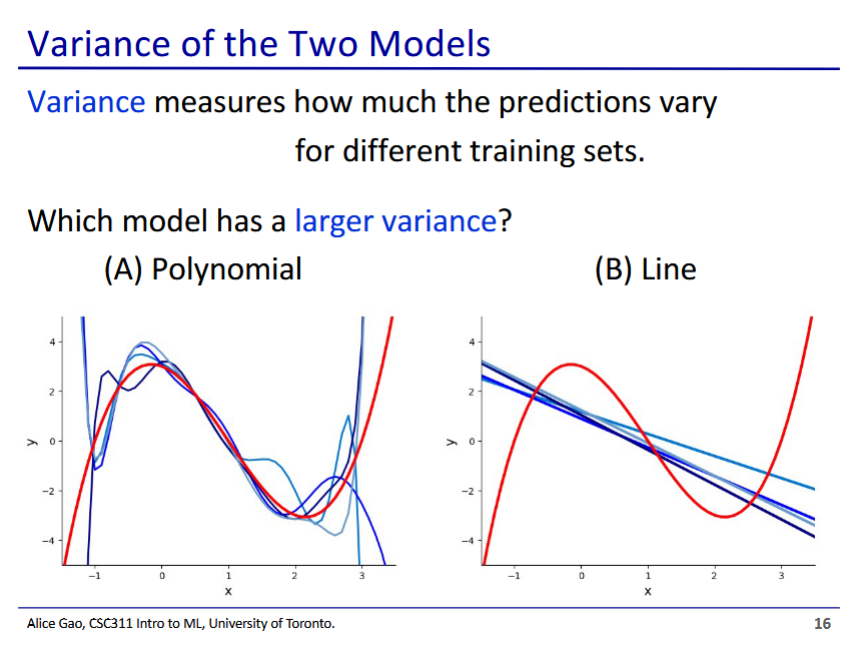 Variance of the Two Models
Variance measures how much the predictions vary
for different training sets.
Which model has a larger variance?
(A) Polynomial
(B) Line
4
2
0
−2
−4
y
−1
0
1
2
3
x
4
2
0
−2
−4
y
−1
0
1
2
3
x
Alice Gao, CSC311 Intro to ML, University of Toronto.
16